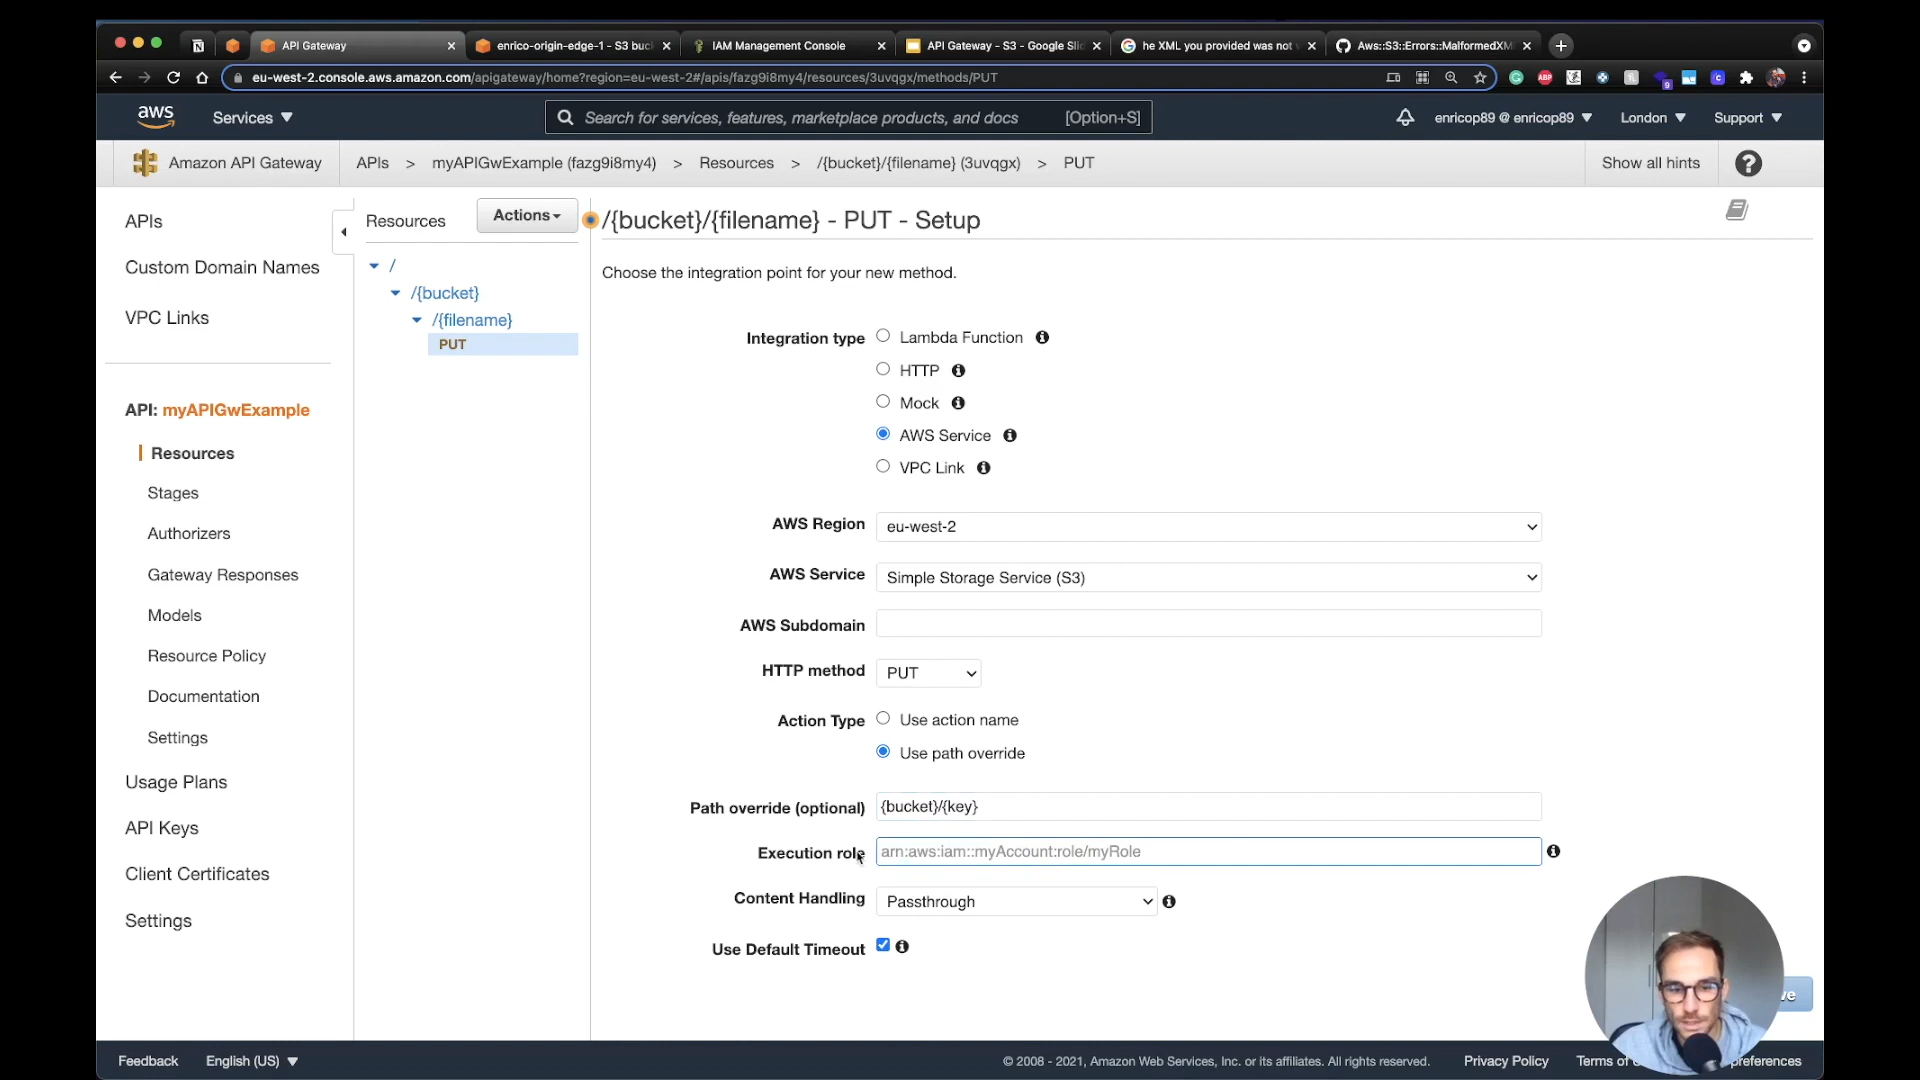 API Gateway
enrico-origin-edge-1 - S3 buc
IAM Management Console
API Gateway - S3 - Google Slid
he XML you provided was not
Aws::S3::Errors::MalformedXM
eu-west-2.console.aws.amazon.com/apigateway/home?region=eu-west-2#/apis/fazg9i8my4/resources/3uvqgx/methods/PUT
ABP
9
aws
Services
Search for services, features, marketplace products, and docs
[Option+S]
enricop89 @ enricop89
London
Support
Amazon API Gateway
APIs > myAPIGwExample (fazg9i8my4) > Resources > /{bucket}/{filename} (3uvqgx) > PUT
Show all hints
?
APIs
Custom Domain Names
VPC Links
API: myAPIGwExample
Resources
Stages
Authorizers
Gateway Responses
Models
Resource Policy
Documentation
Settings
Usage Plans
API Keys
Client Certificates
Settings
Resources
Actions
/
/{bucket}
/{filename}
PUT
/{bucket}/{filename} - PUT - Setup
Choose the integration point for your new method.
Integration type
Lambda Function
HTTP
Mock
AWS Service
VPC Link
AWS Region
eu-west-2
AWS Service
Simple Storage Service (S3)
AWS Subdomain
HTTP method
PUT
Action Type
Use action name
Use path override
Path override (optional)
{bucket}/{key}
Execution role
arn:aws:iam::myAccount:role/myRole
Content Handling
Passthrough
Use Default Timeout
ve
Feedback
English (US)
© 2008 - 2021, Amazon Web Services, Inc. or its affiliates. All rights reserved.
Privacy Policy
Terms of
preferences